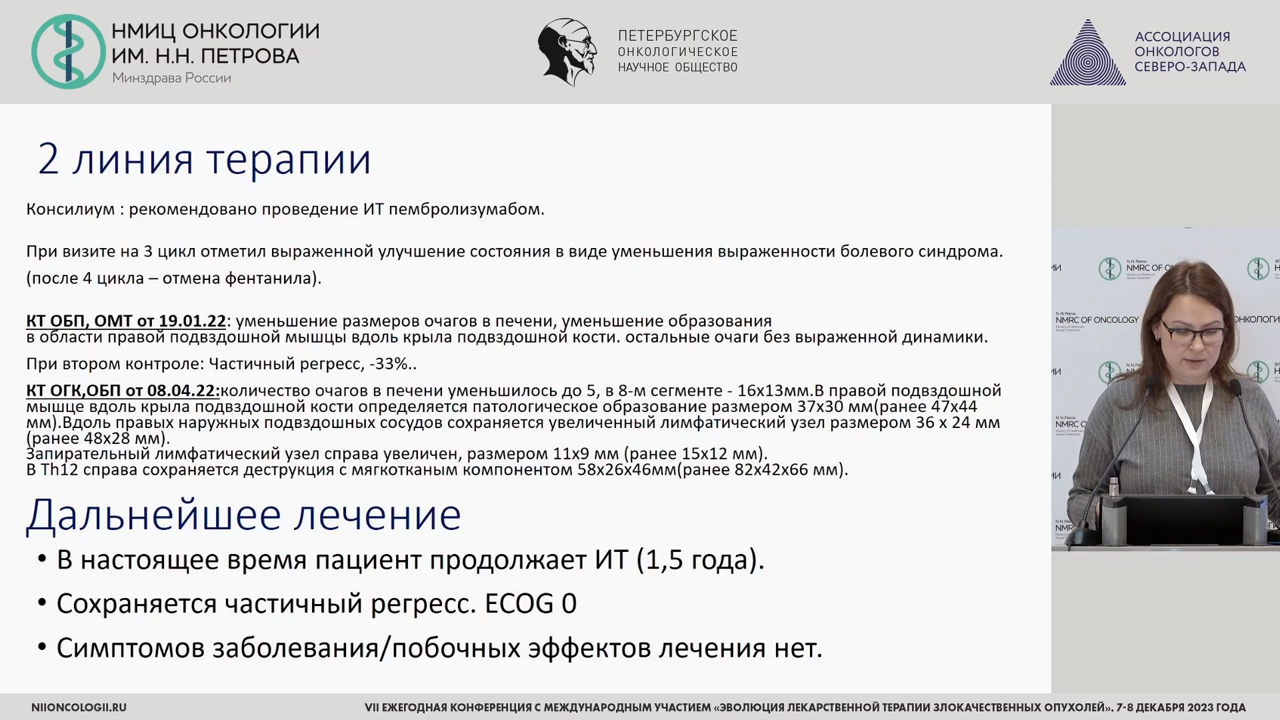 НМИЦ ОНКОЛОГИИ
ИМ. Н.Н. ПЕТРОВА
Минздрава России
ПЕТЕРБУРГСКОЕ
ОНКОЛОГИЧЕСКОЕ
НАУЧНОЕ ОБЩЕСТВО
АССОЦИАЦИЯ
ОНКОЛОГОВ
СЕВЕРО-ЗАПАДА
2 линия терапии
Консилиум : рекомендовано проведение ИТ пембролизумабом.
При визите на 3 цикл отметил выраженной улучшение состояния в виде уменьшения выраженности болевого синдрома.
(после 4 цикла – отмена фентанила).
КТ ОБП, ОМТ от 19.01.22: уменьшение размеров очагов в печени, уменьшение образования
в области правой подвздошной мышцы вдоль крыла подвздошной кости. остальные очаги без выраженной динамики.
При втором контроле: Частичный регресс, -33%..
КТ ОГК,ОБП от 08.04.22:количество очагов в печени уменьшилось до 5, в 8-м сегменте - 16х13мм.В правой подвздошной
мышце вдоль крыла подвздошной кости определяется патологическое образование размером 37х30 мм(ранее 47х44
мм).Вдоль правых наружных подвздошных сосудов сохраняется увеличенный лимфатический узел размером 36 х 24 мм
(ранее 48х28 мм).
Запирательный лимфатический узел справа увеличен, размером 11х9 мм (ранее 15х12 мм).
В Th12 справа сохраняется деструкция с мягкотканым компонентом 58х26х46мм(ранее 82х42х66 мм).
Дальнейшее лечение
• В настоящее время пациент продолжает ИТ (1,5 года).
• Сохраняется частичный регресс. ECOG 0
• Симптомов заболевания/побочных эффектов лечения нет.
NMRC OF ONCOLOGY
NIIONCOLOGII.RU
VII ЕЖЕГОДНАЯ КОНФЕРЕНЦИЯ С МЕЖДУНАРОДНЫМ УЧАСТИЕМ «ЭВОЛЮЦИЯ ЛЕКАРСТВЕННОЙ ТЕРАПИИ ЗЛОКАЧЕСТВЕННЫХ ОПУХОЛЕЙ». 7-8 ДЕКАБРЯ 2023 ГОДА